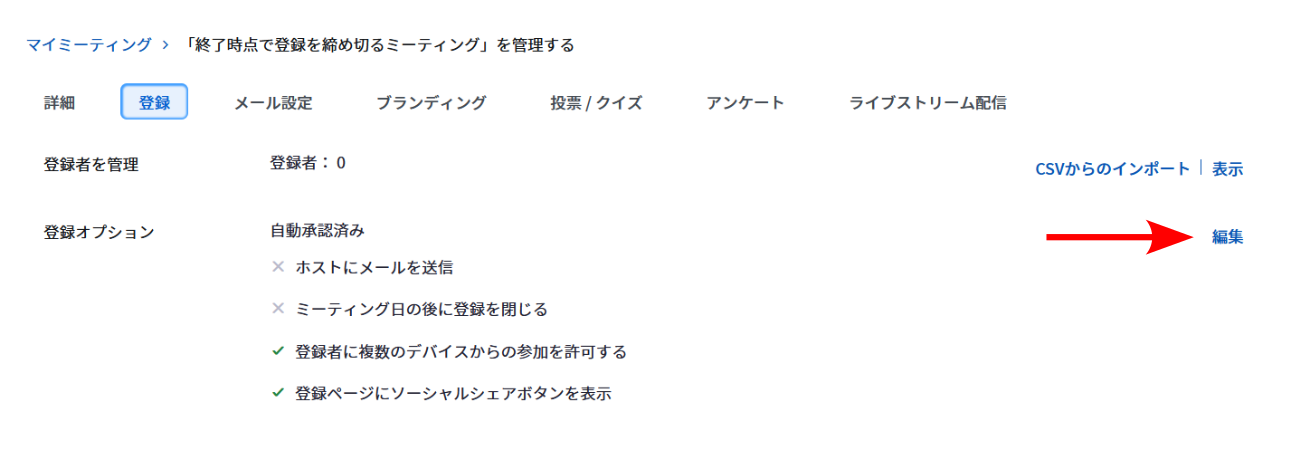 マイミーティング › 「終了時点で登録を締め切るミーティング」を管理する
詳細 登録 メール設定 ブランディング 投票 / クイズ アンケート ライブストリーム配信
登録者を管理 登録者： 0 CSVからのインポート | 表示
登録オプション 自動承認済み 編集
× ホストにメールを送信
× ミーティング日の後に登録を閉じる
✓ 登録者に複数のデバイスからの参加を許可する
✓ 登録ページにソーシャルシェアボタンを表示